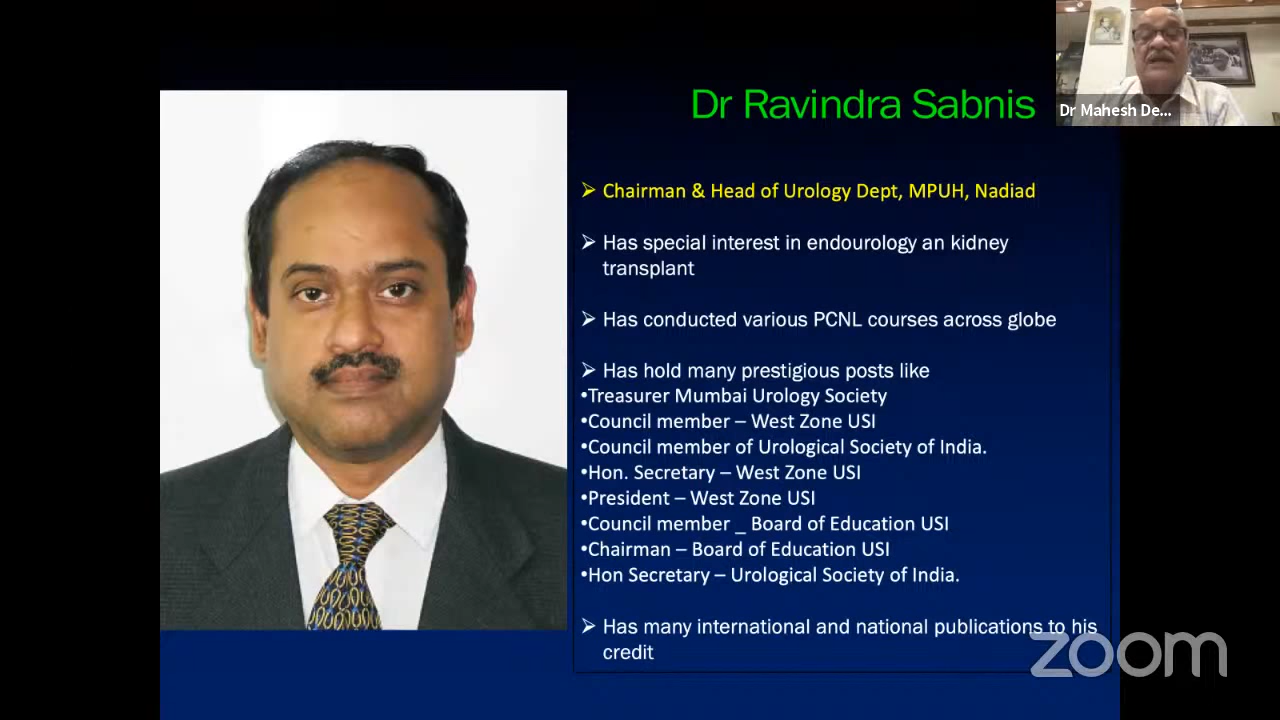 Dr Ravindra Sabnis
Dr Mahesh De...
➢ Chairman & Head of Urology Dept, MPUH, Nadiad
➢ Has special interest in endourology an kidney
transplant
➢ Has conducted various PCNL courses across globe
➢ Has hold many prestigious posts like
•Treasurer Mumbai Urology Society
•Council member – West Zone USI
•Council member of Urological Society of India.
•Hon. Secretary – West Zone USI
•President – West Zone USI
•Council member _ Board of Education USI
•Chairman – Board of Education USI
•Hon Secretary – Urological Society of India.
➢ Has many international and national publications to his
credit
zoom